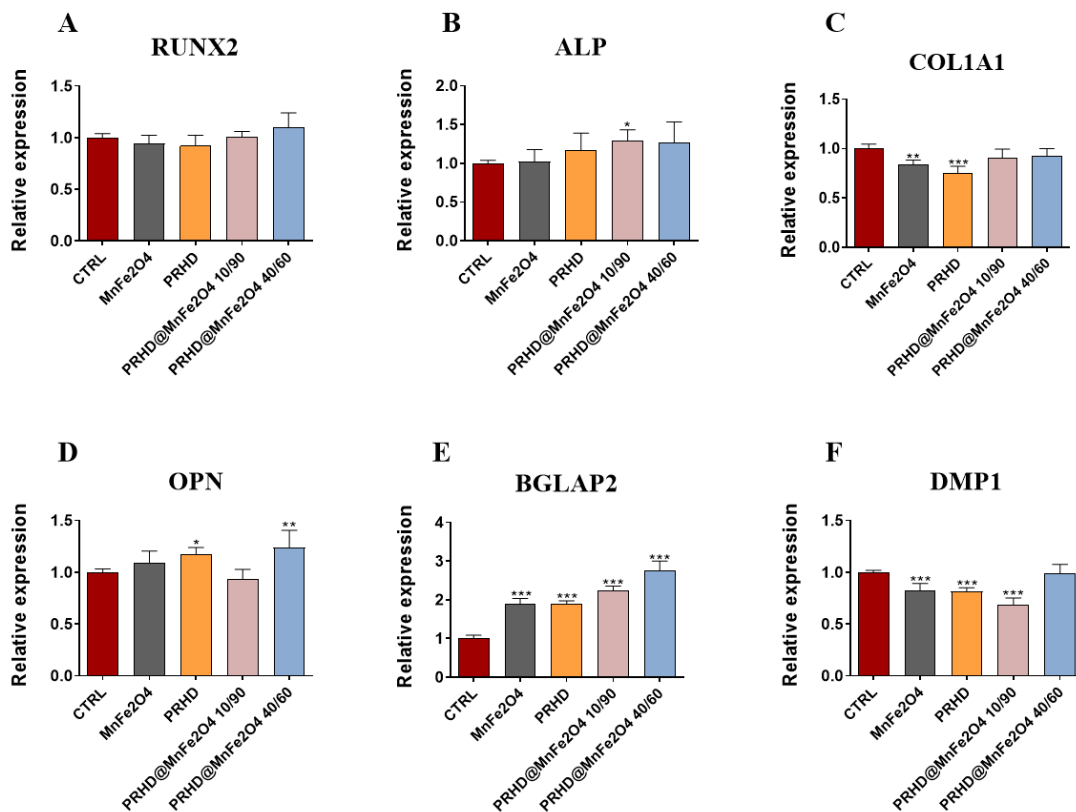 A
RUNX2
Relative expression
1.5
1.0
0.5
0.0
CTRL
MnFe2O4
PRHD
PRHD@MnFe2O4 10/90
PRHD@MnFe2O4 40/60
B
ALP
Relative expression
2.0
1.5
1.0
0.5
0.0
*
CTRL
MnFe2O4
PRHD
PRHD@MnFe2O4 10/90
PRHD@MnFe2O4 40/60
C
COL1A1
Relative expression
1.5
1.0
0.5
0.0
**
***
CTRL
MnFe2O4
PRHD
PRHD@MnFe2O4 10/90
PRHD@MnFe2O4 40/60
D
OPN
Relative expression
1.5
1.0
0.5
0.0
*
**
CTRL
MnFe2O4
PRHD
PRHD@MnFe2O4 10/90
PRHD@MnFe2O4 40/60
E
BGLAP2
Relative expression
4
3
2
1
0
***
***
***
***
CTRL
MnFe2O4
PRHD
PRHD@MnFe2O4 10/90
PRHD@MnFe2O4 40/60
F
DMP1
Relative expression
1.5
1.0
0.5
0.0
***
***
***
CTRL
MnFe2O4
PRHD
PRHD@MnFe2O4 10/90
PRHD@MnFe2O4 40/60